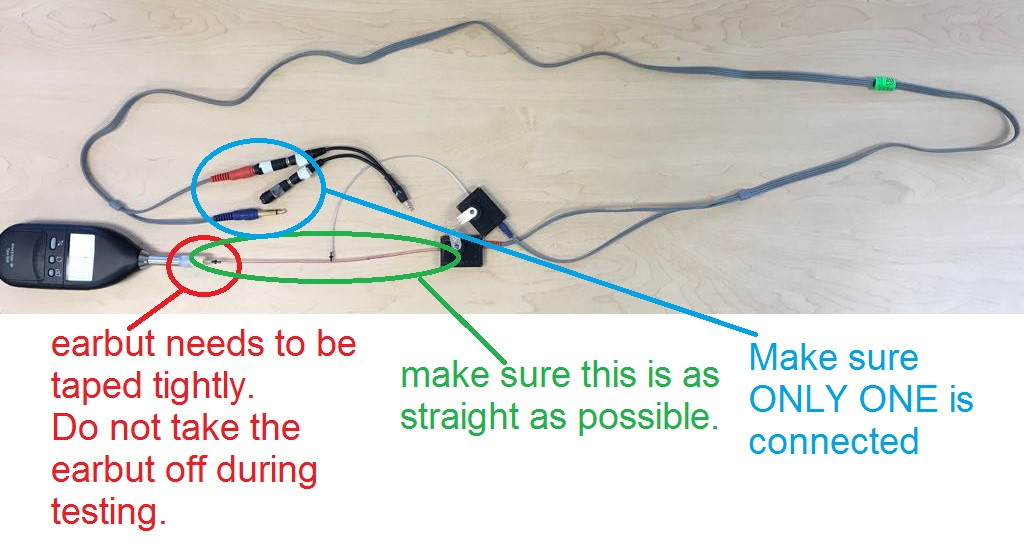 earbut needs to be
taped tightly.
Do not take the
earbut off during
testing.
make sure this is as
straight as possible.
Make sure
ONLY ONE is
connected